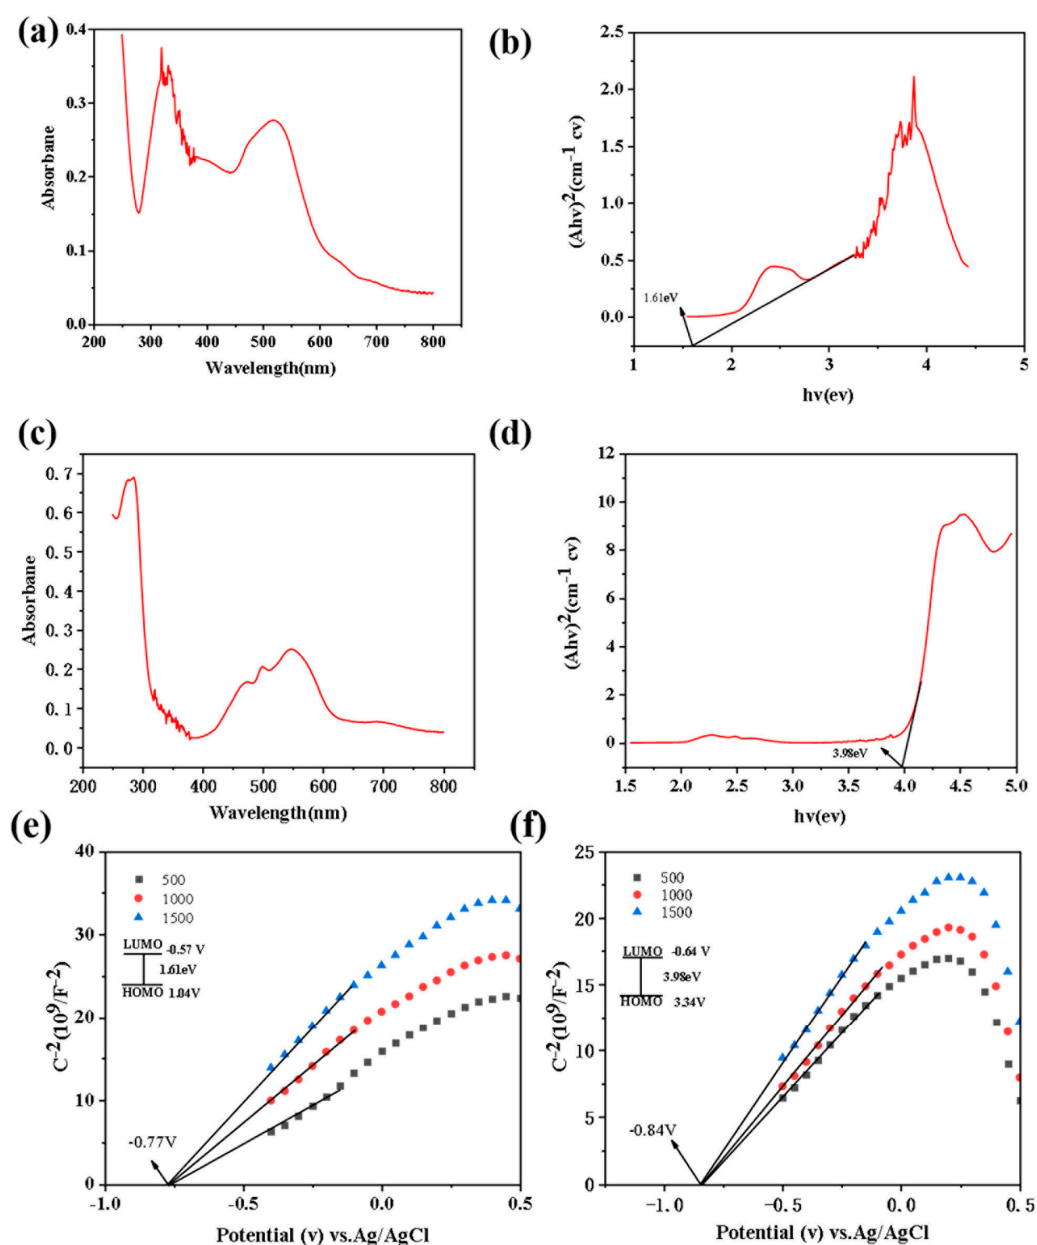 (a)
0.4
0.3
0.2
0.1
0.0
Absorbane
200 300 400 500 600 700 800
Wavelength(nm)
(b)
2.5
2.0
1.5
1.0
0.5
0.0
(Ahv)²(cm⁻¹ cv)
1.61eV
1 2 3 4 5
hv(ev)
(c)
0.7
0.6
0.5
0.4
0.3
0.2
0.1
0.0
Absorbane
200 300 400 500 600 700 800
Wavelength(nm)
(d)
12
10
8
6
4
2
0
(Ahv)²(cm⁻¹ cv)
3.98eV
1.5 2.0 2.5 3.0 3.5 4.0 4.5 5.0
hv(ev)
(e)
40
30
20
10
0
C⁻²(10⁹/F⁻²)
500
1000
1500
LUMO -0.57 V
1.61eV
HOMO 1.04V
-0.77V
-1.0 -0.5 0.0 0.5
Potential (v) vs.Ag/AgCl
(f)
25
20
15
10
5
0
C⁻²(10⁹/F⁻²)
500
1000
1500
LUMO -0.64 V
3.98eV
HOMO 3.34V
-0.84V
-1.0 -0.5 0.0 0.5
Potential (v) vs.Ag/AgCl